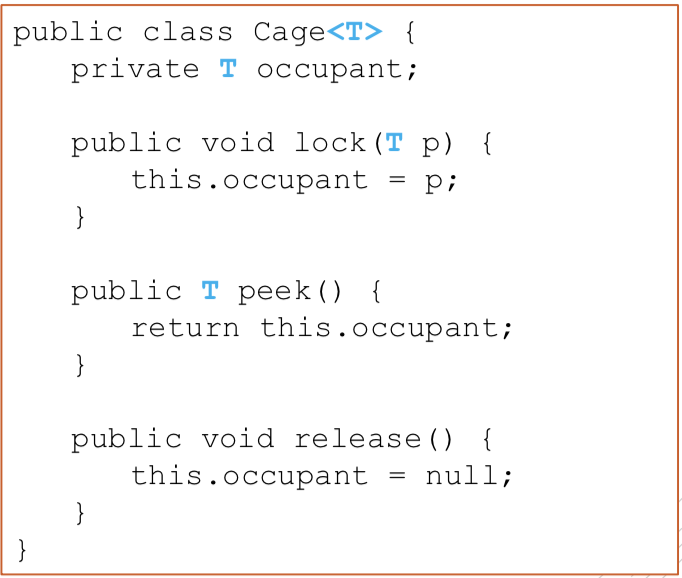 public class Cage<T> {
    private T occupant;

    public void lock(T p) {
        this.occupant = p;
    }

    public T peek() {
        return this.occupant;
    }

    public void release() {
        this.occupant = null;
    }
}